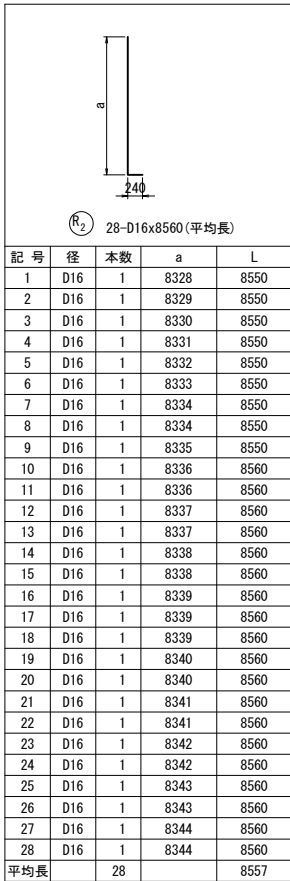 a
240
R2 28-D16x8560(平均長)
記 号 径 本数 a L
1 D16 1 8328 8550
2 D16 1 8329 8550
3 D16 1 8330 8550
4 D16 1 8331 8550
5 D16 1 8332 8550
6 D16 1 8333 8550
7 D16 1 8334 8550
8 D16 1 8334 8550
9 D16 1 8335 8550
10 D16 1 8336 8560
11 D16 1 8336 8560
12 D16 1 8337 8560
13 D16 1 8337 8560
14 D16 1 8338 8560
15 D16 1 8338 8560
16 D16 1 8339 8560
17 D16 1 8339 8560
18 D16 1 8339 8560
19 D16 1 8340 8560
20 D16 1 8340 8560
21 D16 1 8341 8560
22 D16 1 8341 8560
23 D16 1 8342 8560
24 D16 1 8342 8560
25 D16 1 8343 8560
26 D16 1 8343 8560
27 D16 1 8344 8560
28 D16 1 8344 8560
平均長 28 8557